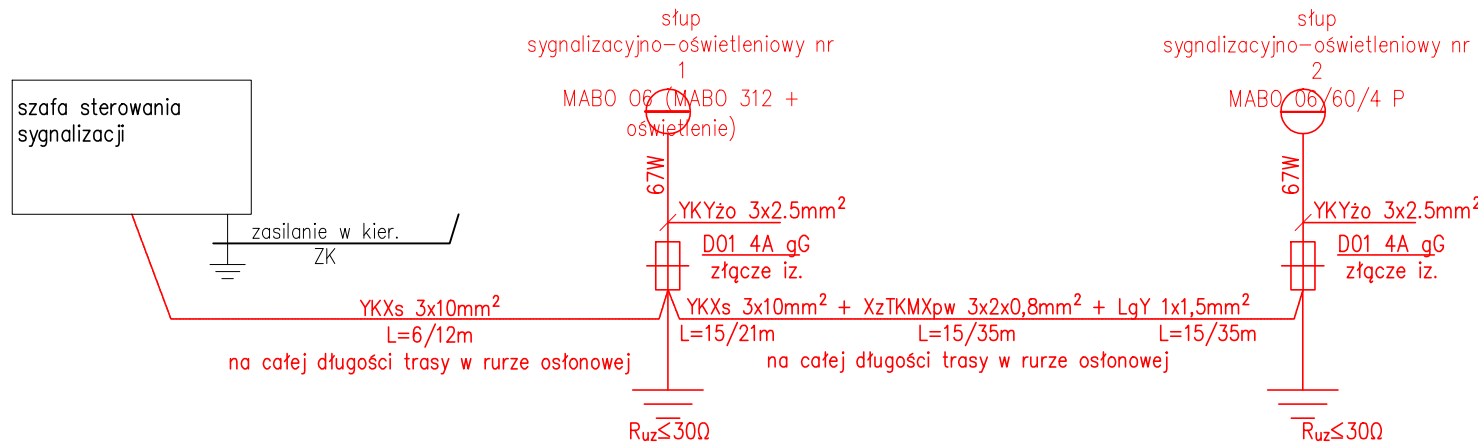 słup
sygnalizacyjno-oświetleniowy nr
1
MABO 06 (MABO 312 +
oświetlenie)
słup
sygnalizacyjno-oświetleniowy nr
2
MABO 06/60/4 P
szafa sterowania
sygnalizacji
67W
67W
YKYżo 3x2.5mm²
YKYżo 3x2.5mm²
zasilanie w kier.
ZK
D01 4A gG
złącze iz.
D01 4A gG
złącze iz.
YKXs 3x10mm²
L=6/12m
na całej długości trasy w rurze osłonowej
YKXs 3x10mm² + XzTKMXpw 3x2x0,8mm² + LgY 1x1,5mm²
L=15/21m L=15/35m L=15/35m
na całej długości trasy w rurze osłonowej
Ruz≤30Ω
Ruz≤30Ω